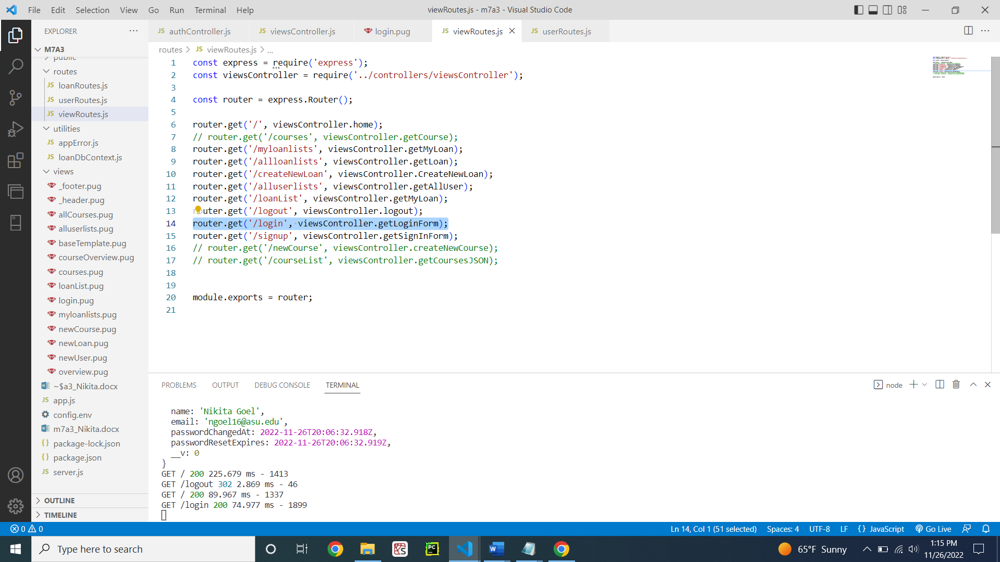 File Edit Selection View Go Run Terminal Help
viewRoutes.js - m7a3 - Visual Studio Code
EXPLORER
M7A3
public
routes
JS loanRoutes.js
JS userRoutes.js
JS viewRoutes.js
utilities
JS appError.js
JS loanDbContext.js
views
_footer.pug
_header.pug
allCourses.pug
alluserlists.pug
baseTemplate.pug
courseOverview.pug
courses.pug
loanList.pug
login.pug
myloanlists.pug
newCourse.pug
newLoan.pug
newUser.pug
overview.pug
~$a3_Nikita.docx
JS app.js
config.env
m7a3_Nikita.docx
{} package-lock.json
{} package.json
JS server.js
OUTLINE
TIMELINE
JS authController.js JS viewsController.js login.pug JS viewRoutes.js JS userRoutes.js
routes > JS viewRoutes.js > ...
1 const express = require('express');
2 const viewsController = require('../controllers/viewsController');
3
4 const router = express.Router();
5
6 router.get('/', viewsController.home);
7 // router.get('/courses', viewsController.getCourse);
8 router.get('/myloanlists', viewsController.getMyLoan);
9 router.get('/allloanlists', viewsController.getLoan);
10 router.get('/createNewLoan', viewsController.CreateNewLoan);
11 router.get('/alluserlists', viewsController.getAllUser);
12 router.get('/loanList', viewsController.getMyLoan);
13 router.get('/logout', viewsController.logout);
14 router.get('/login', viewsController.getLoginForm);
15 router.get('/signup', viewsController.getSignInForm);
16 // router.get('/newCourse', viewsController.createNewCourse);
17 // router.get('/courseList', viewsController.getCoursesJSON);
18
19
20 module.exports = router;
21
PROBLEMS OUTPUT DEBUG CONSOLE TERMINAL
node
name: 'Nikita Goel',
email: 'ngoel16@asu.edu',
passwordChangedAt: 2022-11-26T20:06:32.918Z,
passwordResetExpires: 2022-11-26T20:06:32.919Z,
__v: 0
}
GET / 200 225.679 ms - 1413
GET /logout 302 2.869 ms - 46
GET / 200 89.967 ms - 1337
GET /login 200 74.977 ms - 1899
0 0
Ln 14, Col 1 (51 selected) Spaces: 4 UTF-8 LF {} JavaScript Go Live
Type here to search
PC
W
65°F Sunny
1:15 PM
11/26/2022